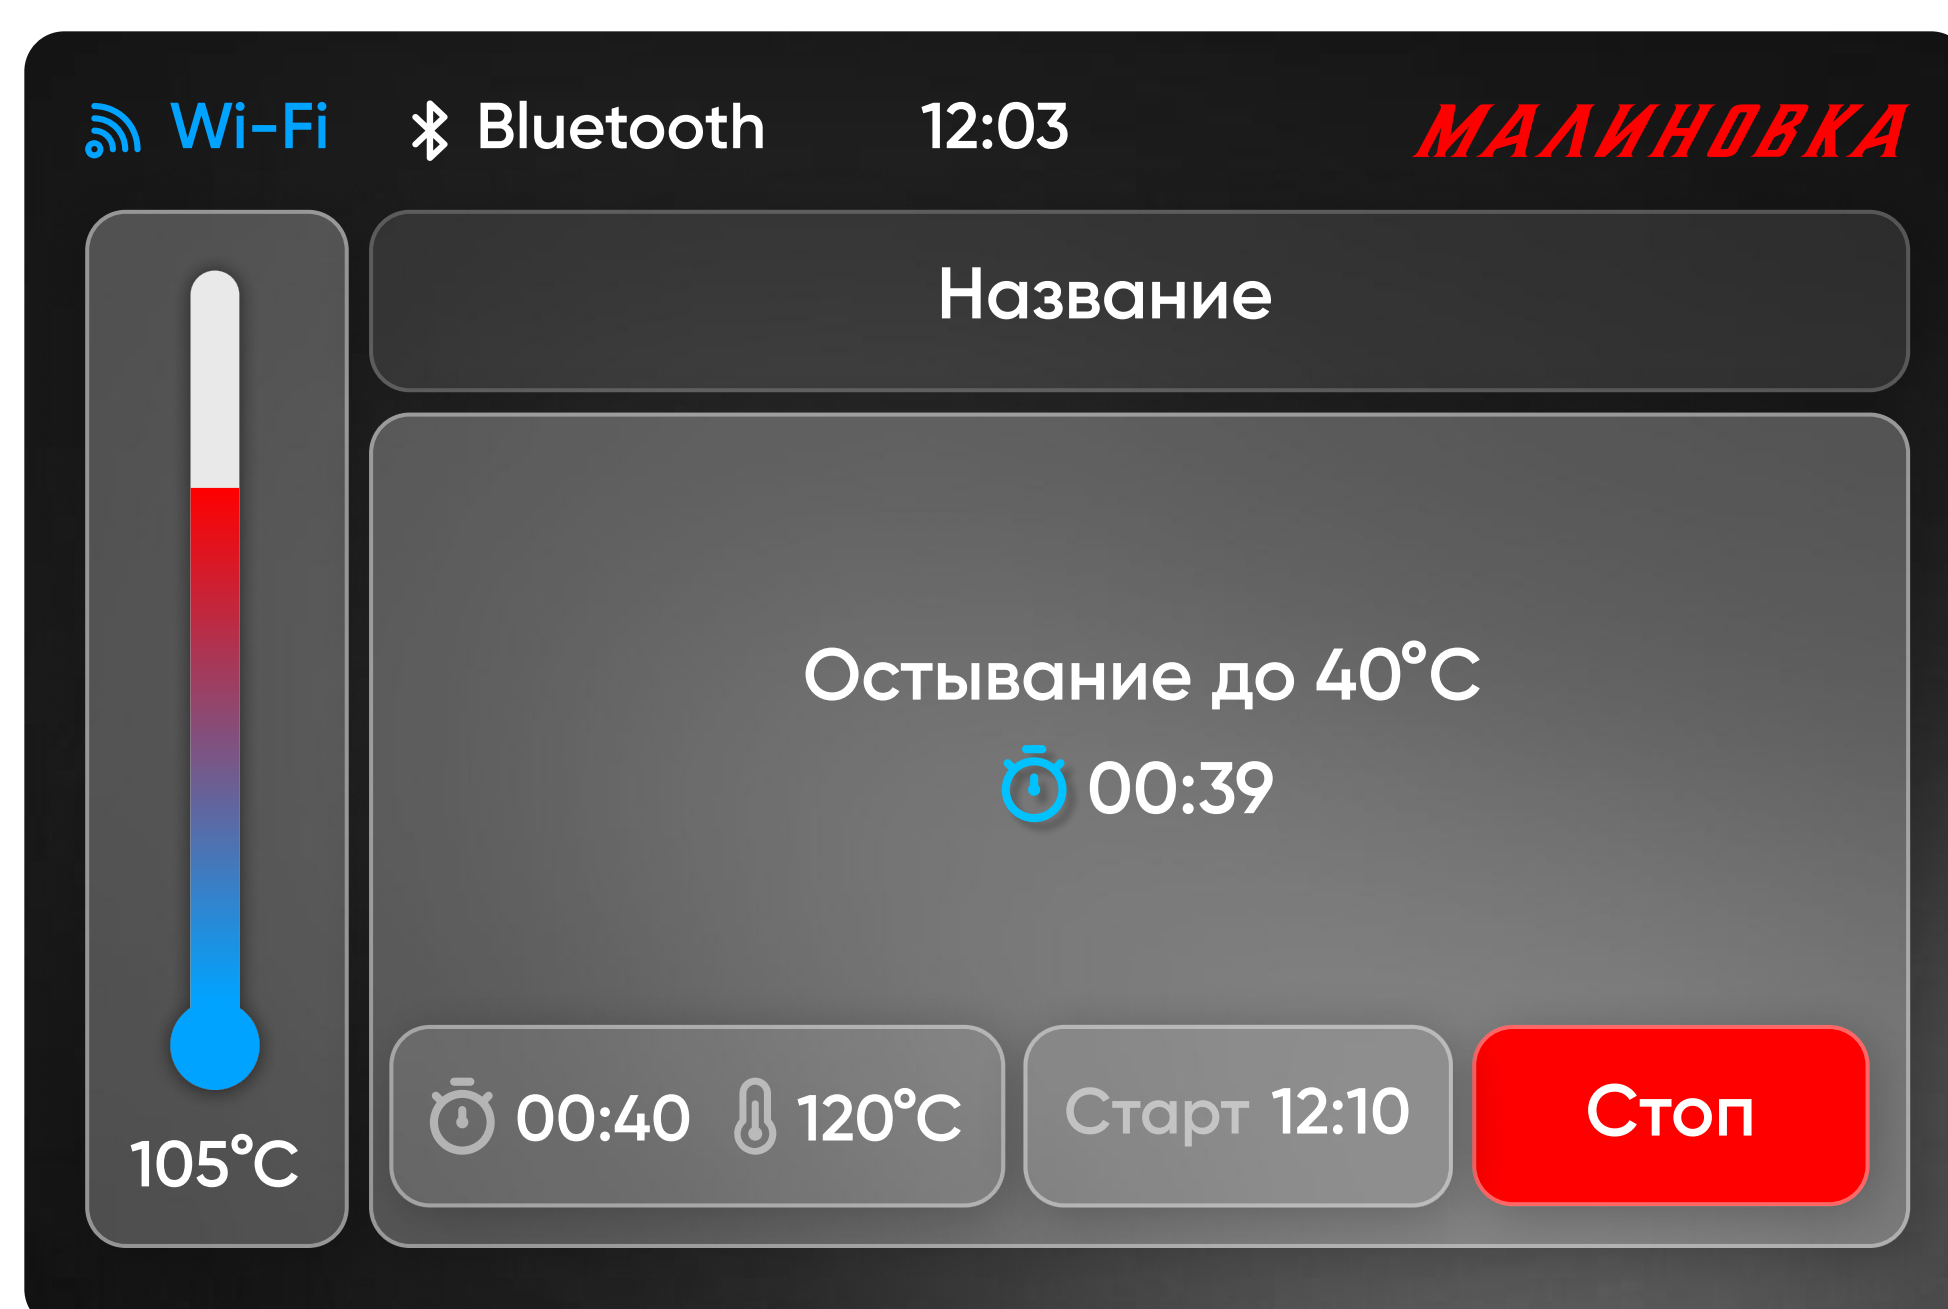 Wi-Fi Bluetooth 12:03 МАЛИНОВКА
Название
Остывание до 40°C
00:39
00:40 120°C Старт 12:10 Стоп
105°C